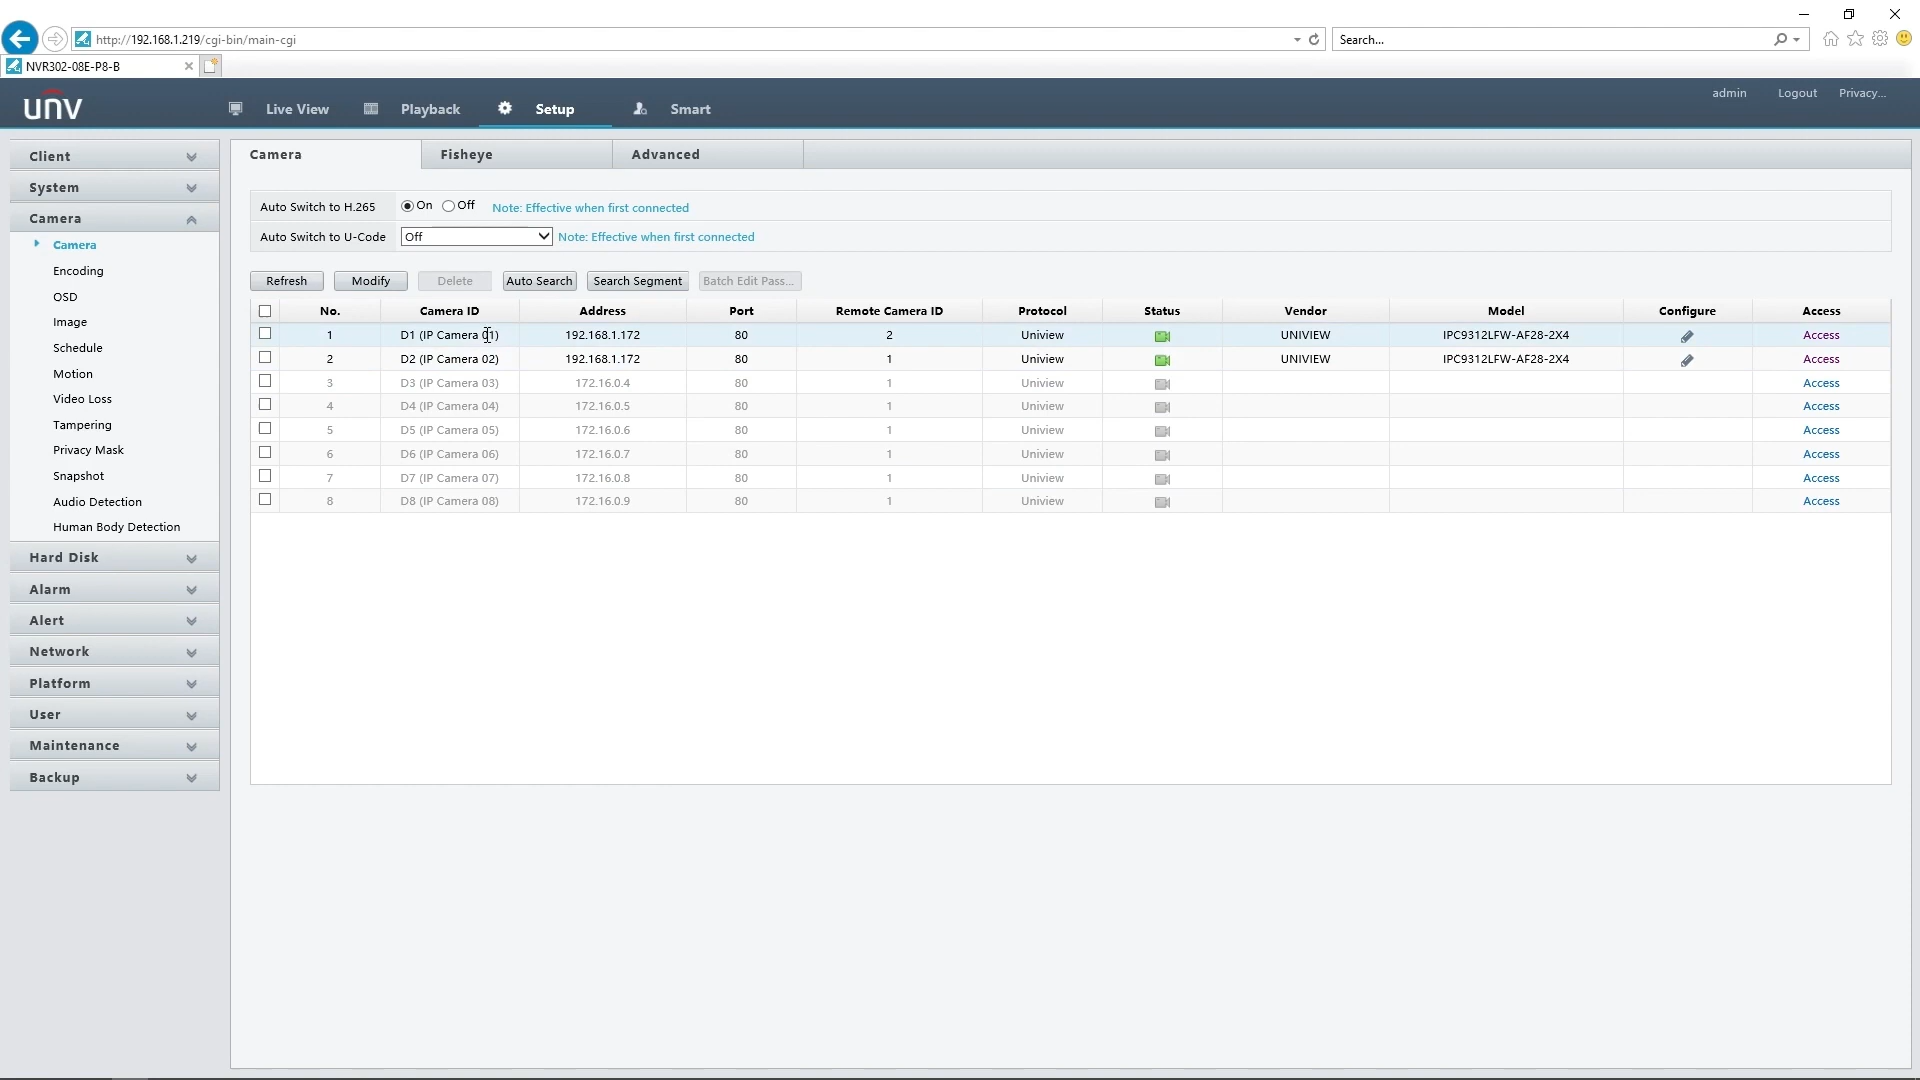 http://192.168.1.219/cgi-bin/main-cgi
Search...
NVR302-08E-P8-B
unv
Live View
Playback
Setup
Smart
admin
Logout
Privacy...
Client
System
Camera
Camera
Encoding
OSD
Image
Schedule
Motion
Video Loss
Tampering
Privacy Mask
Snapshot
Audio Detection
Human Body Detection
Hard Disk
Alarm
Alert
Network
Platform
User
Maintenance
Backup
Camera Fisheye Advanced
Auto Switch to H.265 On Off Note: Effective when first connected
Auto Switch to U-Code Off Note: Effective when first connected
Refresh Modify Delete Auto Search Search Segment Batch Edit Pass...
No. Camera ID Address Port Remote Camera ID Protocol Status Vendor Model Configure Access
1 D1 (IP Camera 01) 192.168.1.172 80 2 Uniview UNIVIEW IPC9312LFW-AF28-2X4 Access
2 D2 (IP Camera 02) 192.168.1.172 80 1 Uniview UNIVIEW IPC9312LFW-AF28-2X4 Access
3 D3 (IP Camera 03) 172.16.0.4 80 1 Uniview Access
4 D4 (IP Camera 04) 172.16.0.5 80 1 Uniview Access
5 D5 (IP Camera 05) 172.16.0.6 80 1 Uniview Access
6 D6 (IP Camera 06) 172.16.0.7 80 1 Uniview Access
7 D7 (IP Camera 07) 172.16.0.8 80 1 Uniview Access
8 D8 (IP Camera 08) 172.16.0.9 80 1 Uniview Access